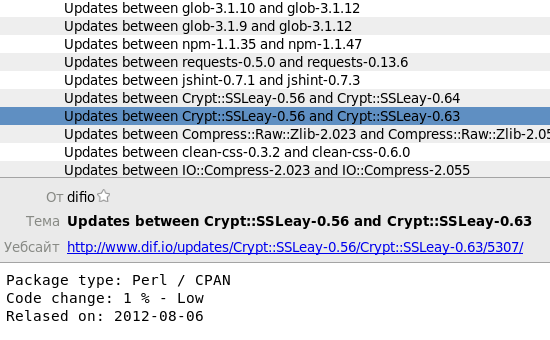 Updates between glob-3.1.10 and glob-3.1.12
Updates between glob-3.1.9 and glob-3.1.12
Updates between npm-1.1.35 and npm-1.1.47
Updates between requests-0.5.0 and requests-0.13.6
Updates between jshint-0.7.1 and jshint-0.7.3
Updates between Crypt::SSLeay-0.56 and Crypt::SSLeay-0.64
Updates between Crypt::SSLeay-0.56 and Crypt::SSLeay-0.63
Updates between Compress::Raw::Zlib-2.023 and Compress::Raw::Zlib-2.05
Updates between clean-css-0.3.2 and clean-css-0.6.0
Updates between IO::Compress-2.023 and IO::Compress-2.055
От difio
Тема Updates between Crypt::SSLeay-0.56 and Crypt::SSLeay-0.63
Уебсайт http://www.dif.io/updates/Crypt::SSLeay-0.56/Crypt::SSLeay-0.63/5307/
Package type: Perl / CPAN
Code change: 1 % - Low
Relased on: 2012-08-06